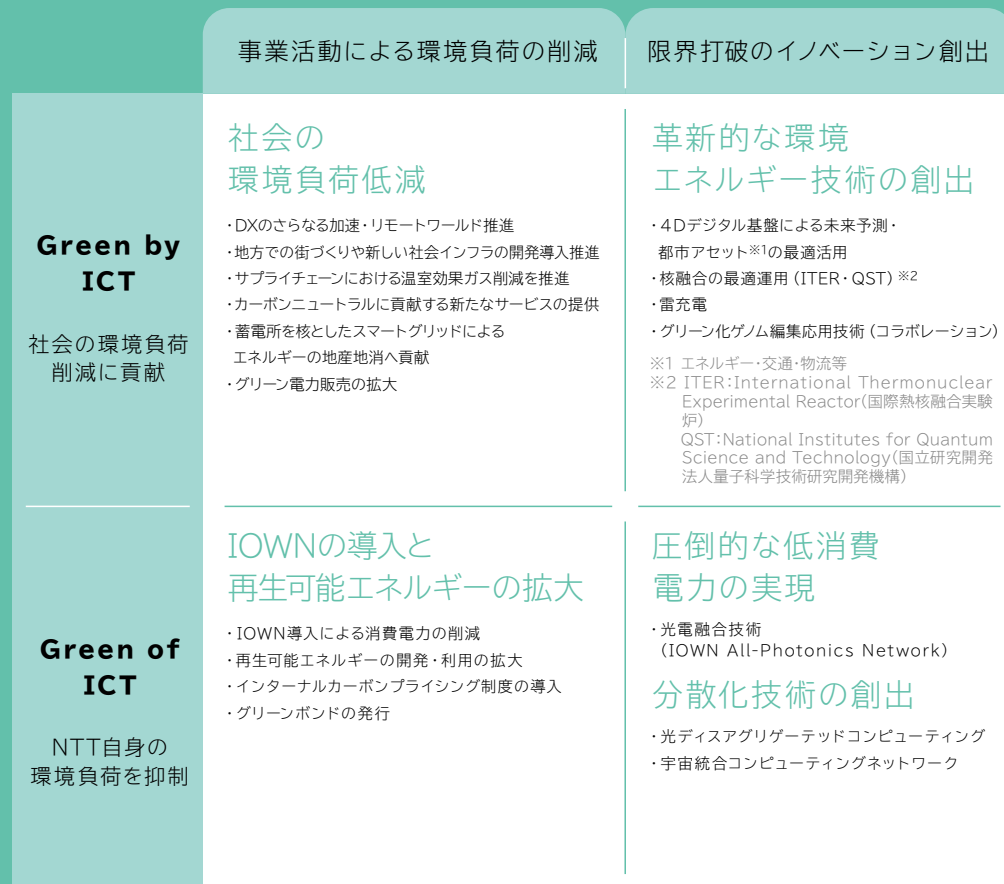 事業活動による環境負荷の削減
限界打破のイノベーション創出
Green by
ICT
社会の環境負荷
削減に貢献
社会の
環境負荷低減
・DXのさらなる加速・リモートワールド推進
・地方での街づくりや新しい社会インフラの開発導入推進
・サプライチェーンにおける温室効果ガス削減を推進
・カーボンニュートラルに貢献する新たなサービスの提供
・蓄電所を核としたスマートグリッドによる
エネルギーの地産地消へ貢献
・グリーン電力販売の拡大
革新的な環境
エネルギー技術の創出
・4Dデジタル基盤による未来予測・
都市アセット※1の最適活用
・核融合の最適運用（ITER・QST）※2
・雷充電
・グリーン化ゲノム編集応用技術（コラボレーション）
※1 エネルギー・交通・物流等
※2 ITER：International Thermonuclear
Experimental Reactor(国際熱核融合実験
炉)
QST：National Institutes for Quantum
Science and Technology(国立研究開発
法人量子科学技術研究開発機構)
Green of
ICT
NTT自身の
環境負荷を抑制
IOWNの導入と
再生可能エネルギーの拡大
・IOWN導入による消費電力の削減
・再生可能エネルギーの開発・利用の拡大
・インターナルカーボンプライシング制度の導入
・グリーンボンドの発行
圧倒的な低消費
電力の実現
・光電融合技術
（IOWN All-Photonics Network）
分散化技術の創出
・光ディスアグリゲーテッドコンピューティング
・宇宙統合コンピューティングネットワーク